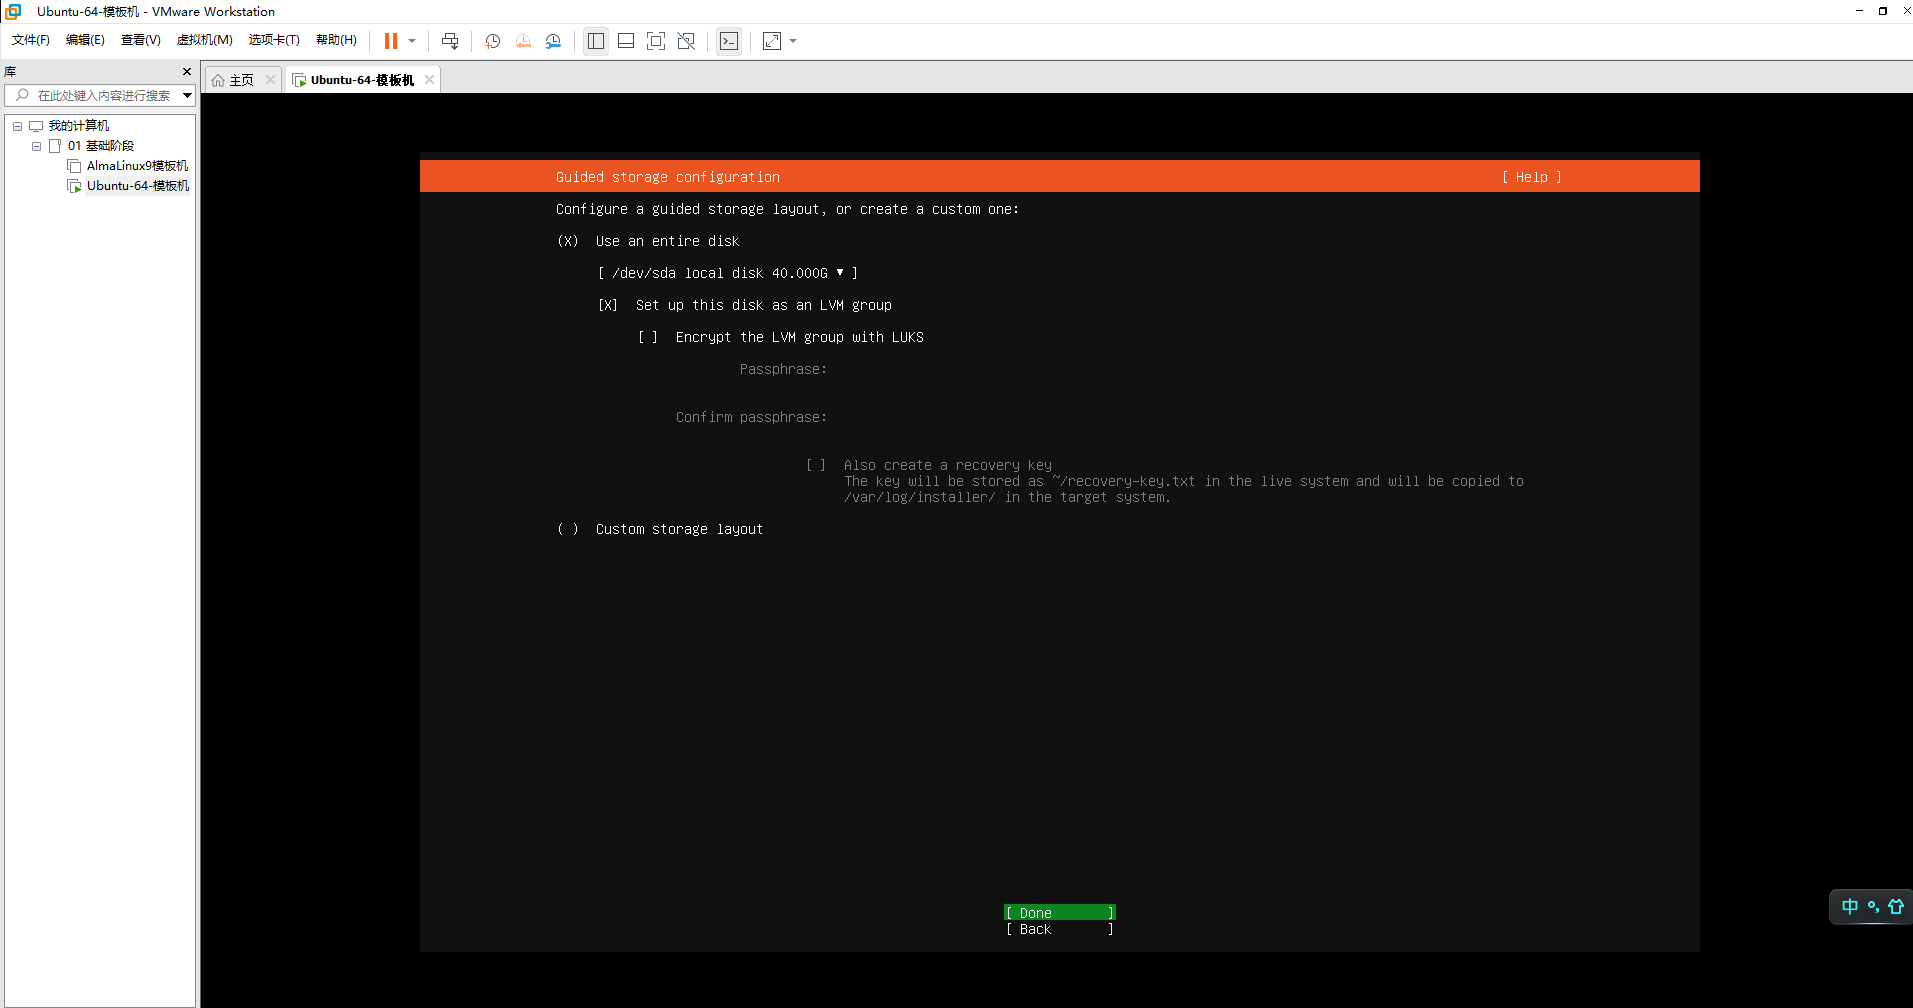 Ubuntu-64-模板机 - VMware Workstation
文件(F) 编辑(E) 查看(V) 虚拟机(M) 选项卡(T) 帮助(H)
库
在此处键入内容进行搜索
我的计算机
01 基础阶段
AlmaLinux9模板机
Ubuntu-64-模板机
主页 Ubuntu-64-模板机
Guided storage configuration [ Help ]
Configure a guided storage layout, or create a custom one:
(X) Use an entire disk
[ /dev/sda local disk 40.000G ▾ ]
[X] Set up this disk as an LVM group
[ ] Encrypt the LVM group with LUKS
Passphrase:
Confirm passphrase:
[ ] Also create a recovery key
The key will be stored as ~/recovery-key.txt in the live system and will be copied to
/var/log/installer/ in the target system.
( ) Custom storage layout
[ Done ]
[ Back ]
中 °,